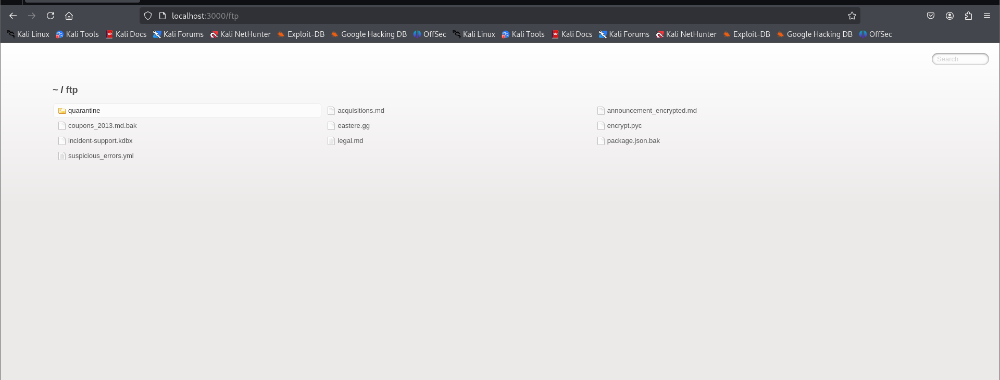 localhost:3000/ftp
Kali Linux Kali Tools Kali Docs Kali Forums Kali NetHunter Exploit-DB Google Hacking DB OffSec Kali Linux Kali Tools Kali Docs Kali Forums Kali NetHunter Exploit-DB Google Hacking DB OffSec
Search
~ / ftp
quarantine acquisitions.md announcement_encrypted.md
coupons_2013.md.bak eastere.gg encrypt.pyc
incident-support.kdbx legal.md package.json.bak
suspicious_errors.yml